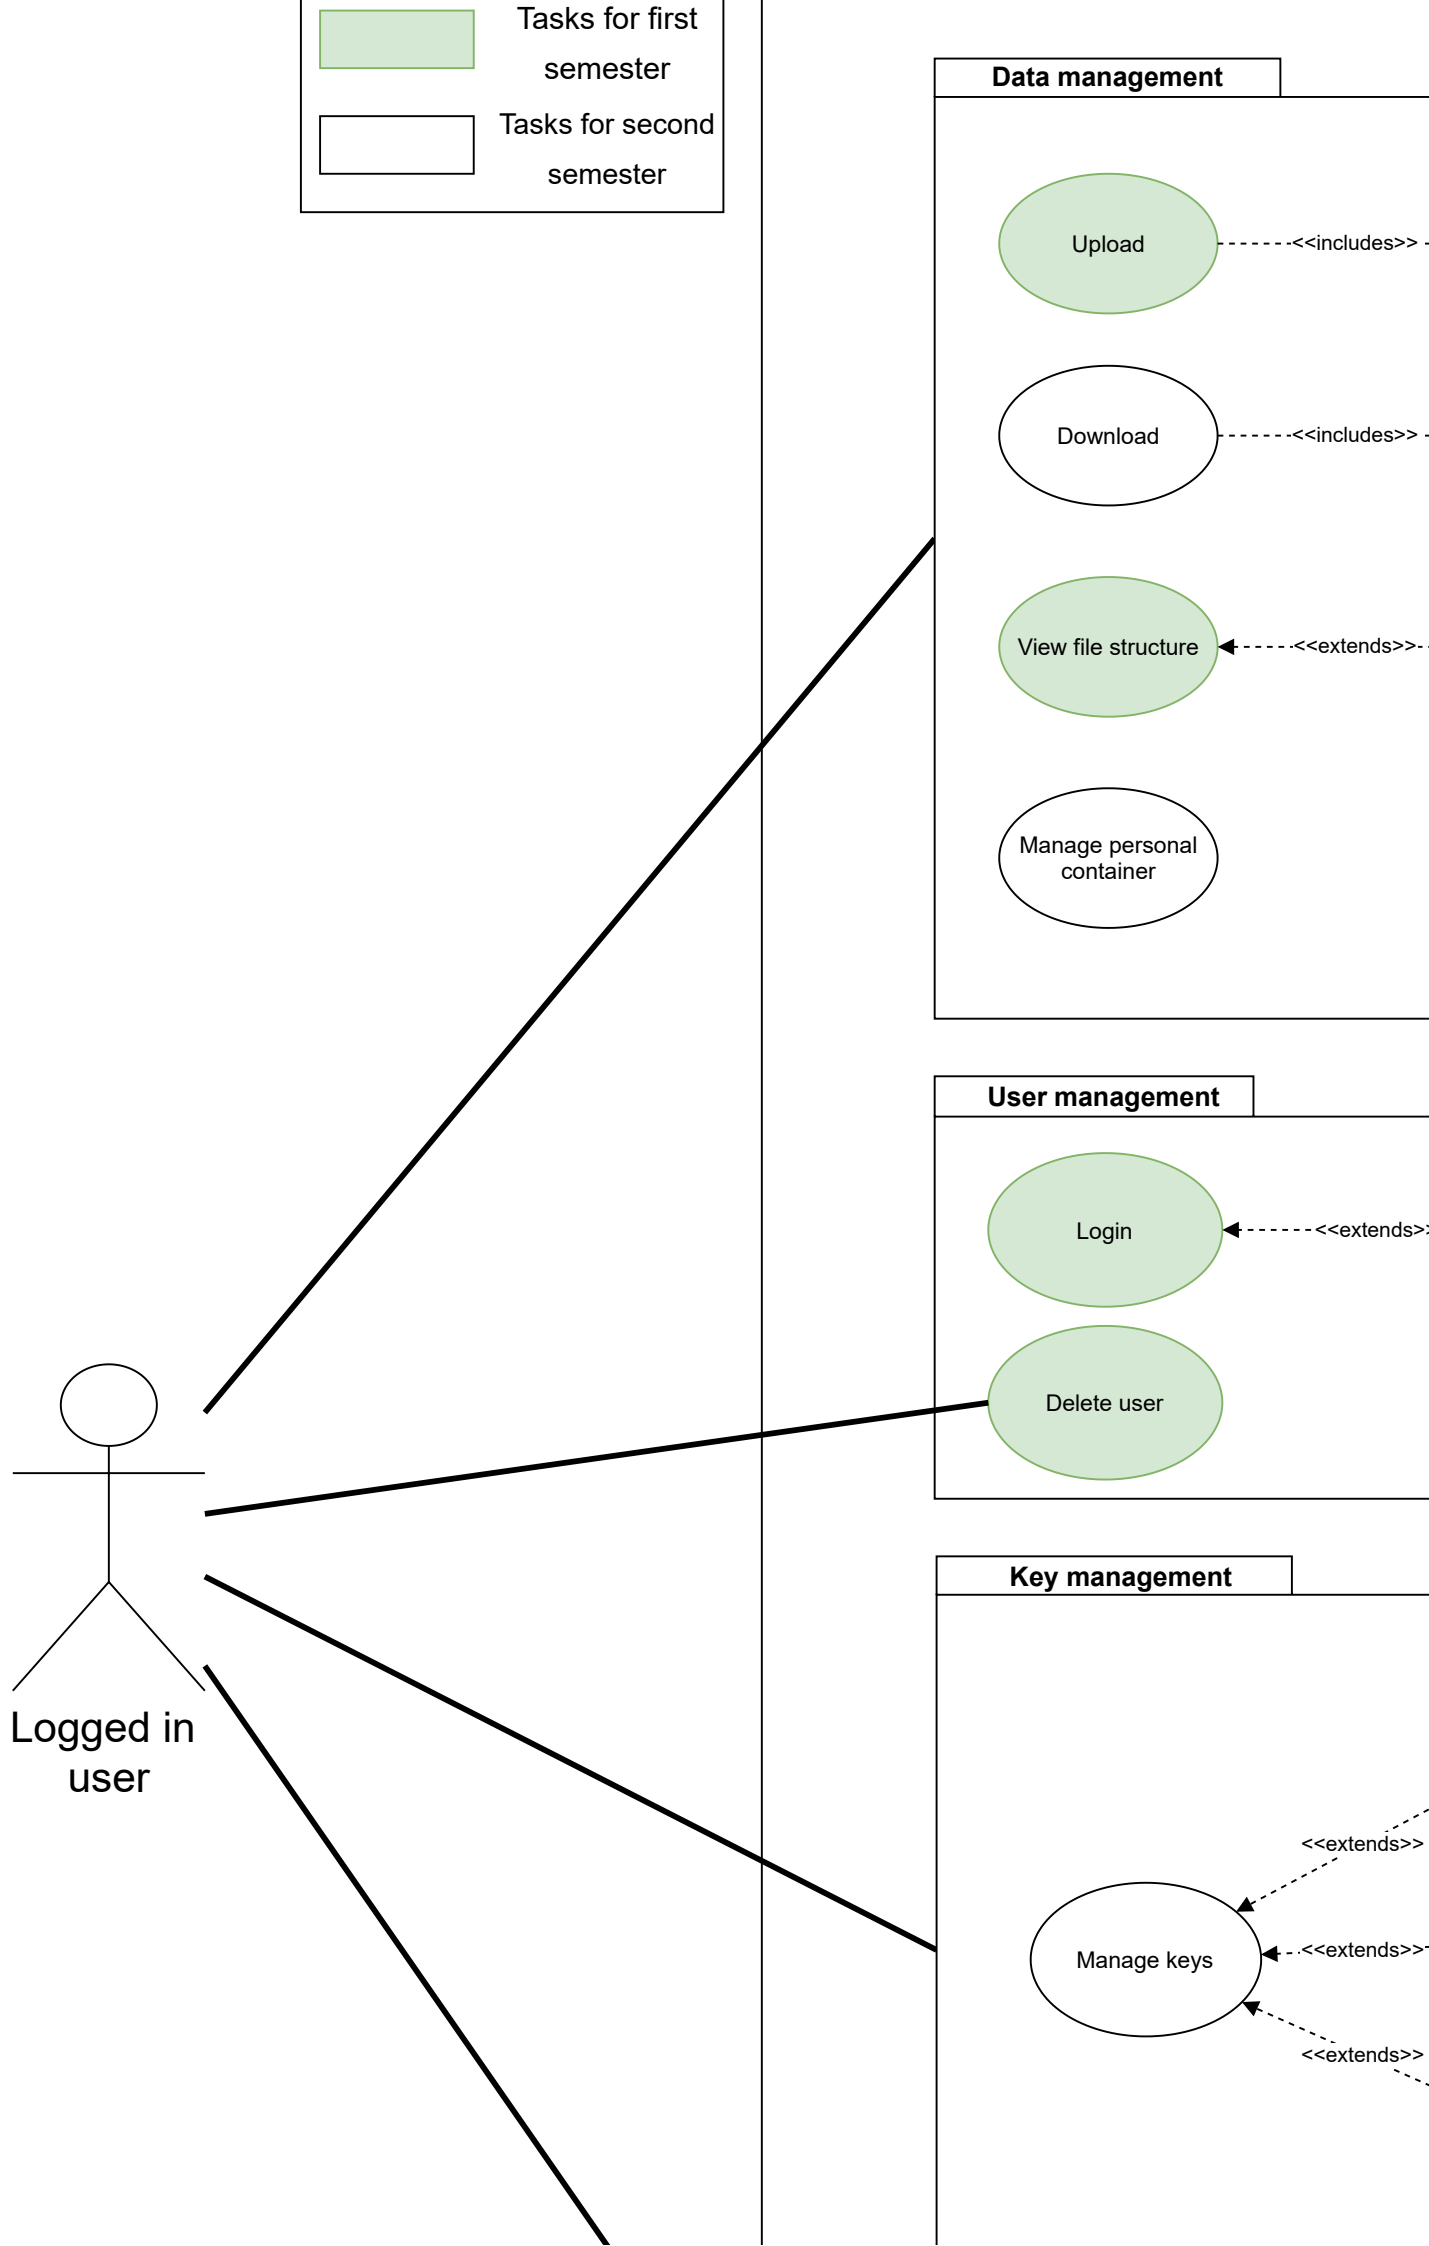 Tasks for first
semester
Tasks for second
semester
Data management
Upload
<<includes>>
Download
<<includes>>
View file structure
<<extends>>
Manage personal
container
User management
Login
<<extends>
Delete user
Key management
Logged in
user
<<extends>>
Manage keys
<<extends>>
<<extends>>